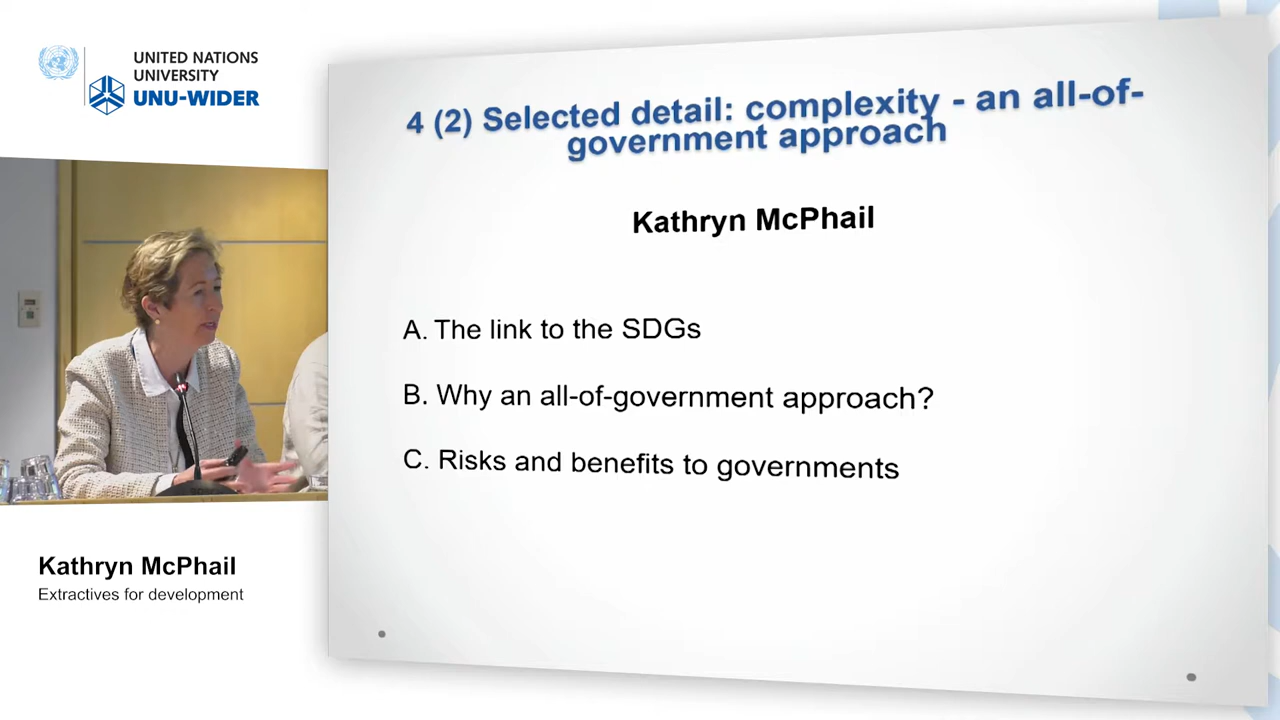 UNITED NATIONS
UNIVERSITY
UNU-WIDER
4 (2) Selected detail: complexity - an all-of-
government approach
Kathryn McPhail
A. The link to the SDGs
B. Why an all-of-government approach?
C. Risks and benefits to governments
Kathryn McPhail
Extractives for development